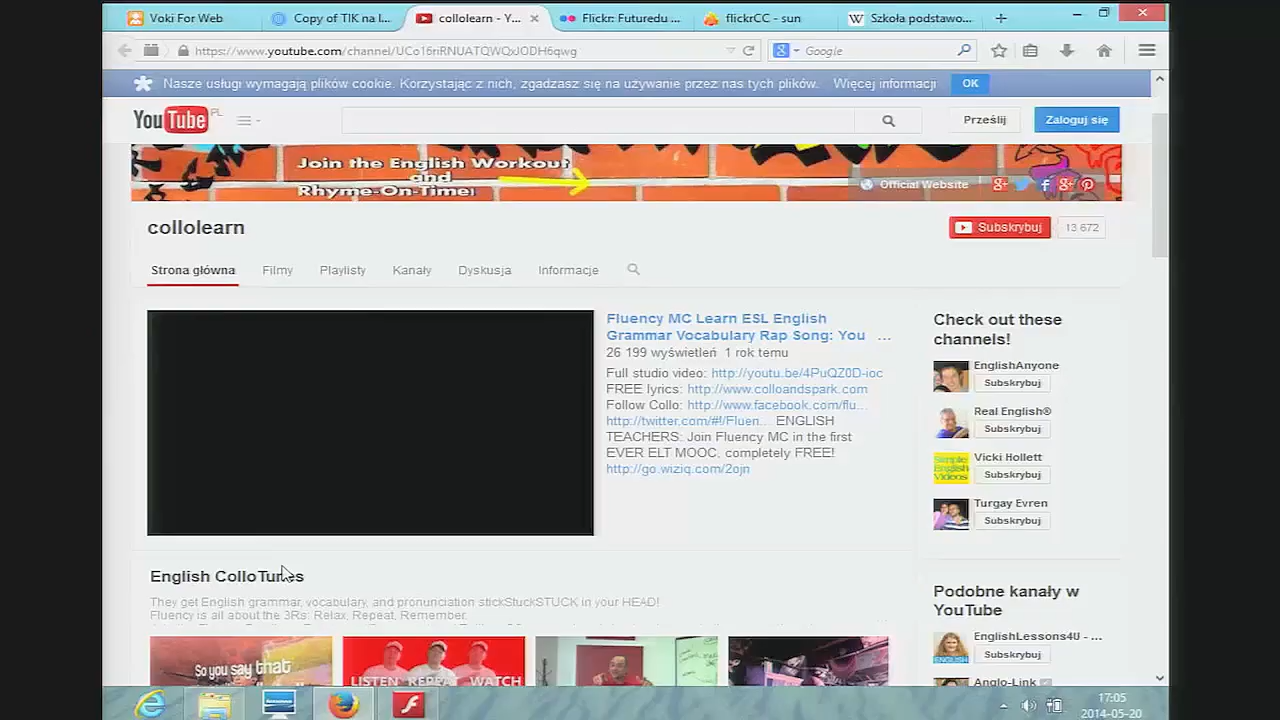 Voki For Web
Copy of TIK na l...
collolearn - Y...
Flickr: Futuredu ...
flickrCC - sun
Szkoła podstawo...
Google
Nasze usługi wymagają plików cookie. Korzystając z nich, zgadzasz się na używanie przez nas tych plików. Więcej informacji OK
YouTube PL
Prześlij
Zaloguj się
Join the English Workout
and
Rhyme-On-Time!
Official Website
collolearn
Subskrybuj 13 672
Strona główna Filmy Playlisty Kanały Dyskusja Informacje
Fluency MC Learn ESL English
Grammar Vocabulary Rap Song: You ...
26 199 wyświetleń 1 rok temu
Full studio video: http://youtu.be/4PuQZ0D-ioc
FREE lyrics: http://www.colloandspark.com
Follow Collo: http://www.facebook.com/flu...
http://twitter.com/#!/Fluen... ENGLISH
TEACHERS: Join Fluency MC in the first
EVER ELT MOOC, completely FREE!
http://go.wiziq.com/2ojn
Check out these
channels!
EnglishAnyone
Subskrybuj
Real English®
Subskrybuj
Simple
English
Videos
Vicki Hollett
Subskrybuj
Turgay Evren
Subskrybuj
English ColloTunes
They get English grammar, vocabulary, and pronunciation stickStuckSTUCK in your HEAD!
Fluency is all about the 3Rs: Relax, Repeat, Remember.
So you say that
LISTEN REPEAT WATCH
Podobne kanały w
YouTube
EnglishLessons4U - ...
ENGLISH
Subskrybuj
Anglo-Link
17:05
2014-05-20